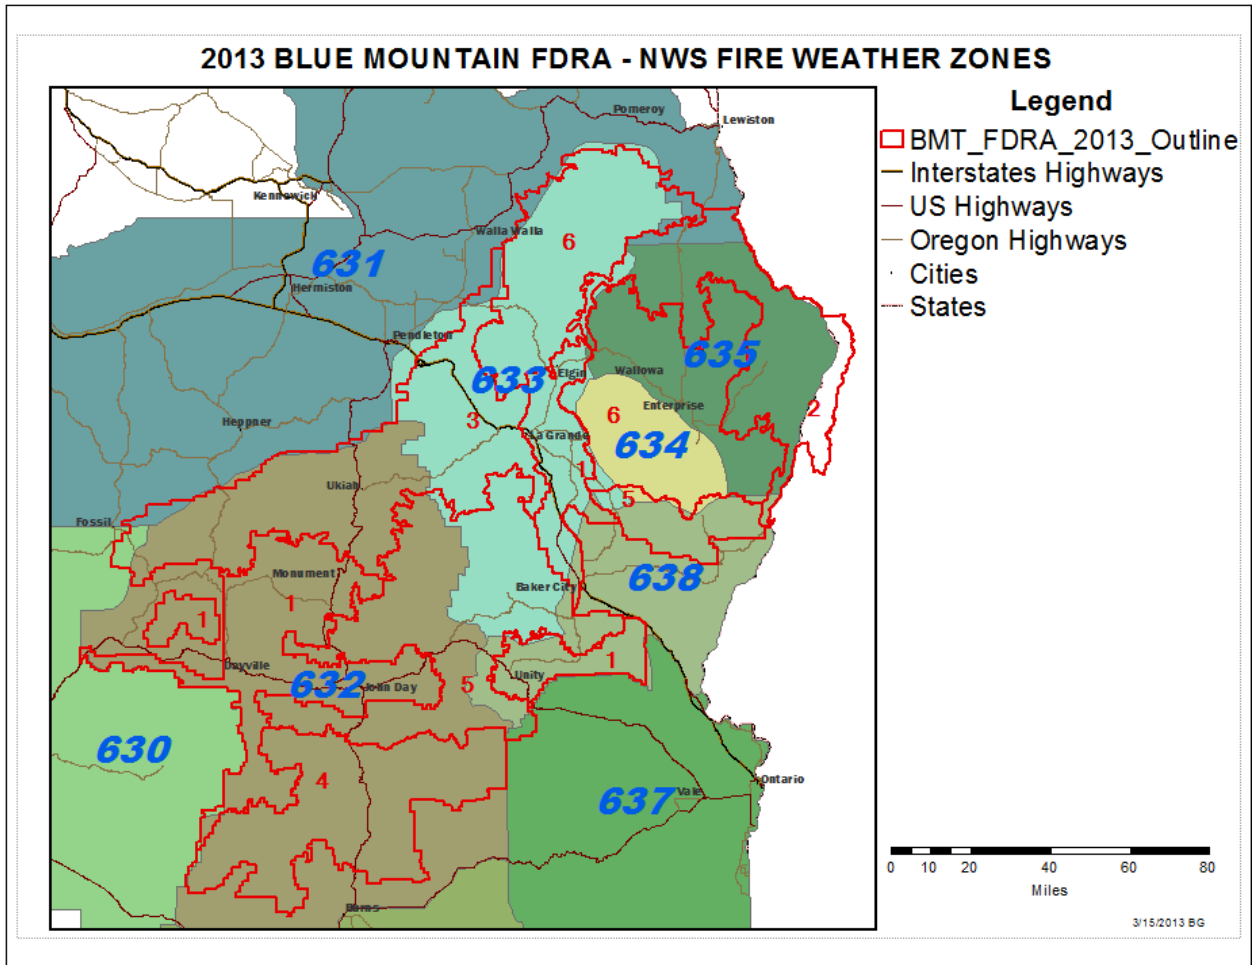 2013 BLUE MOUNTAIN FDRA - NWS FIRE WEATHER ZONES
Legend
BMT_FDRA_2013_Outline
Interstates Highways
US Highways
Oregon Highways
Cities
States
Pomeroy
Lewiston
Kennewick
Walla Walla
6
631
Hermiston
Pendleton
635
633
Elgin
Wallowa
Enterprise
2
3
6
Heppner
La Grande
634
1
Ukiah
5
Fossil
Monument
638
Baker City
1
1
Dayville
1
632
John Day
5
Unity
630
4
Ontario
637
Vale
Burns
0 10 20 40 60 80
Miles
3/15/2013 BG